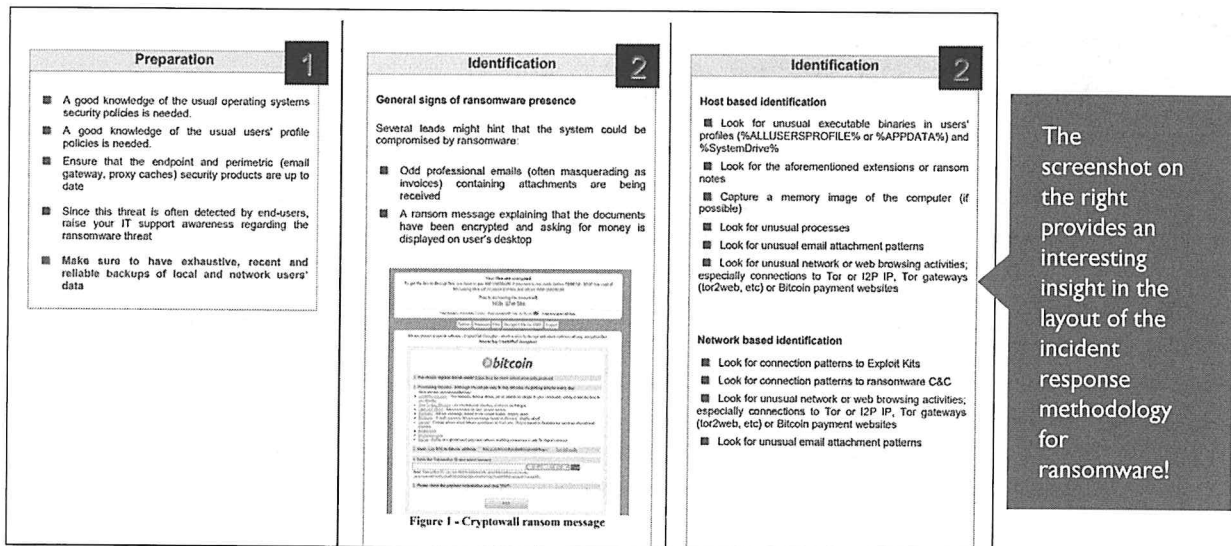 Preparation
1
A good knowledge of the usual operating systems
security policies is needed.
A good knowledge of the usual users' profile
policies is needed.
Ensure that the endpoint and perimetric (email
gateway, proxy caches) security products are up to
date
Since this threat is often detected by end-users,
raise your IT support awareness regarding the
ransomware threat
Make sure to have exhaustive, recent and
reliable backups of local and network users'
data
Identification
2
General signs of ransomware presence
Several leads might hint that the system could be
compromised by ransomware:
Odd professional emails (often masquerading as
invoices) containing attachments are being
received
A ransom message explaining that the documents
have been encrypted and asking for money is
displayed on user's desktop
bitcoin
Figure 1 - Cryptowall ransom message
Identification
2
Host based identification
Look for unusual executable binaries in users'
profiles (%ALLUSERSPROFILE% or %APPDATA%) and
%SystemDrive%
Look for the aforementioned extensions or ransom
notes
Capture a memory image of the computer (if
possible)
Look for unusual processes
Look for unusual email attachment patterns
Look for unusual network or web browsing activities;
especially connections to Tor or I2P IP, Tor gateways
(tor2web, etc) or Bitcoin payment websites
Network based identification
Look for connection patterns to Exploit Kits
Look for connection patterns to ransomware C&C
Look for unusual network or web browsing activities;
especially connections to Tor or I2P IP, Tor gateways
(tor2web, etc) or Bitcoin payment websites
Look for unusual email attachment patterns
The
screenshot on
the right
provides an
interesting
insight in the
layout of the
incident
response
methodology
for
ransomware!